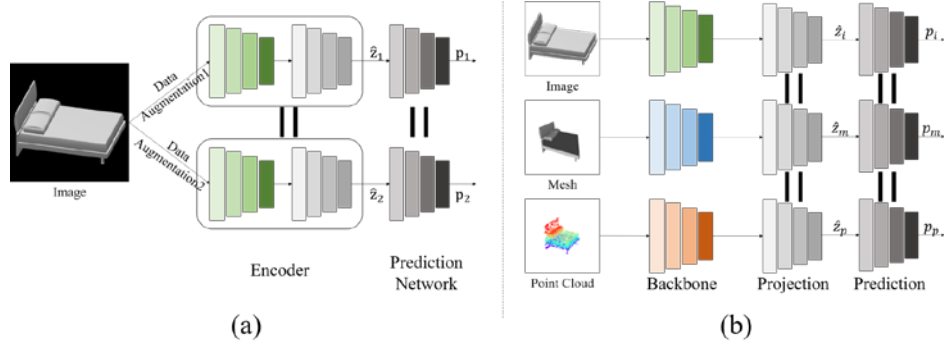 Image
Data
Augmentation1
Data
Augmentation2
ẑ₁
p₁
ẑ₂
p₂
Encoder
Prediction
Network
(a)
Image
Mesh
Point Cloud
ẑᵢ
pᵢ
ẑₘ
pₘ
ẑₚ
pₚ
Backbone
Projection
Prediction
(b)